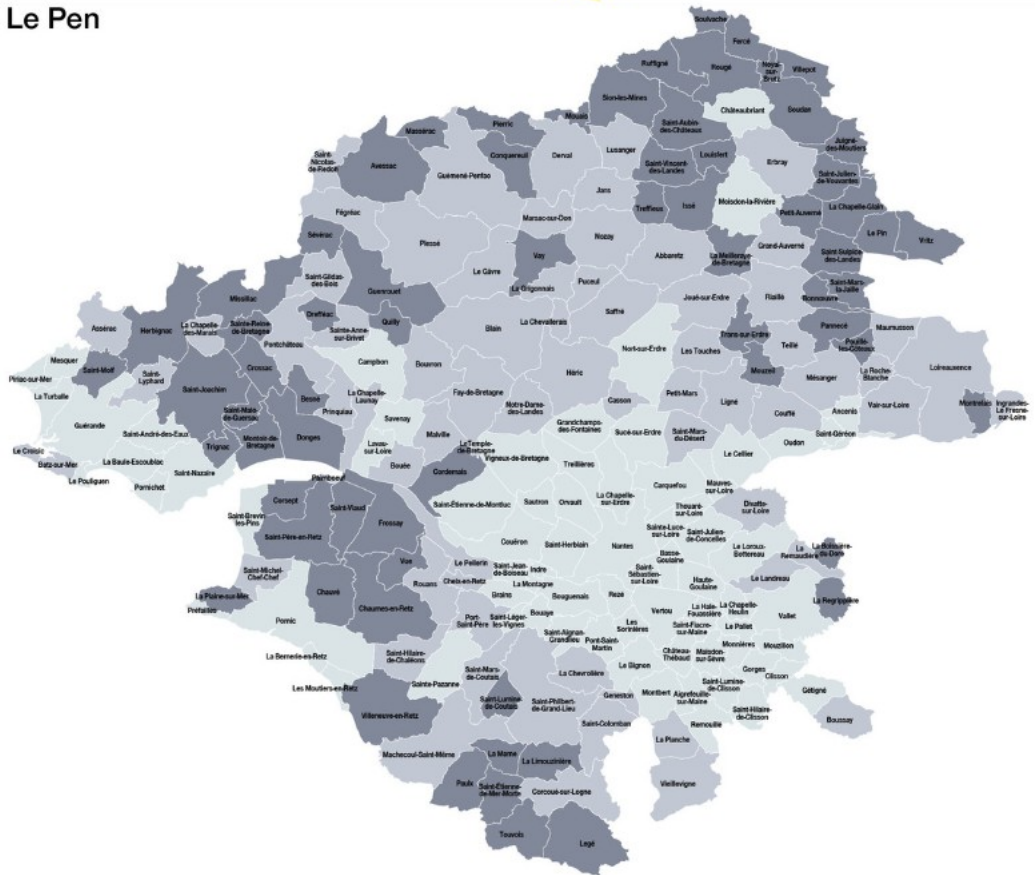 Le Pen
Soulvache
Fercé
Rougé
Ruffigné
Noyal-
sur-
Brutz
Villepot
Sion-les-Mines
Châteaubriant
Soudan
Mouais
Saint-Aubin
-des-Châteaux
Pierric
Massérac
Juigné
-des-Moutiers
Lusanger
Derval
Conquereuil
Louisfert
Saint-Vincent
-des-Landes
Erbray
Saint-
Nicolas-
de-Redon
Avessac
Guémené-Penfao
Saint-Julien
-de-Vouvantes
Jans
Moisdon-la-Rivière
Treffieux
Issé
Petit-Auverné
La Chapelle-Glain
Fégréac
Marsac-sur-Don
Sévérac
Plessé
Nozay
Le Pin
Vritz
Grand-Auverné
Vay
Abbaretz
La Meilleraye
-de-Bretagne
Saint-Sulpice
-des-Landes
Saint-Gildas
-des-Bois
Le Gâvre
La Grigonnais
Puceul
Guenrouet
Missillac
Joué-sur-Erdre
Riaillé
Saint-Mars
-la-Jaille
Bonnœuvre
Drefféac
Saffré
Assérac
Herbignac
La Chapelle
-des-Marais
Sainte-Reine
-de-Bretagne
Quilly
Blain
La Chevallerais
Sainte-Anne
-sur-Brivet
Trans-sur-Erdre
Pannecé
Maumusson
Pontchâteau
Teillé
Pouillé-
les-Côteaux
Nort-sur-Erdre
Les Touches
Mesquer
Campbon
Bouvron
Crossac
Saint-Molf
Saint-
Lyphard
Héric
Mouzeil
Mésanger
La Roche-
Blanche
Loireauxence
Piriac-sur-Mer
Saint-Joachim
La Turballe
La Chapelle-
Launay
Fay-de-Bretagne
Petit-Mars
Besné
Casson
Ligné
Prinquiau
Notre-Dame-
des-Landes
Couffé
Ancenis
Vair-sur-Loire
Montrelais
Ingrandes-
Le Fresne-
sur-Loire
Saint-Malo-
de-Guersac
Savenay
Guérande
Grandchamps
-des-Fontaines
Sucé-sur-Erdre
Saint-Mars
-du-Désert
Saint-Géréon
Saint-André-des-Eaux
Malville
Donges
Montoir-de-
Bretagne
Trignac
Oudon
Lavau-
sur-Loire
Le Temple-
de-Bretagne
Vigneux-de-Bretagne
Le Croisic
Le Cellier
Batz-sur-Mer
La Baule-Escoublac
Bouée
Treillières
Cordemais
Saint-Nazaire
Le Pouliguen
Pornichet
Paimboeuf
Carquefou
Mauves-
sur-Loire
Corsept
Saint-Étienne-de-Montluc
Sautron
Orvault
La Chapelle
-sur-Erdre
Thouaré-
sur-Loire
Divatte-
sur-Loire
Saint-Viaud
Saint-Brevin
les-Pins
Frossay
Saint-Père-en-Retz
Sainte-Luce-
sur-Loire
Saint-Julien-
de-Concelles
Couëron
Saint-Herblain
Nantes
Basse-
Goulaine
Le Loroux-
Bottereau
La
Remaudière
La Boissière-
du-Doré
Vue
Le Pellerin
Saint-Jean-
de-Boiseau
Indre
Saint-
Sébastien
-sur-Loire
Saint-Michel-
Chef-Chef
Rouans
Cheix-en-Retz
La Montagne
Haute-
Goulaine
Le Landreau
Chauvé
La Plaine-sur-Mer
Brains
Bouguenais
Rezé
La Regrippière
Préfailles
Chaumes-en-Retz
Bouaye
Vertou
La Haie-
Fouassière
La Chapelle-
Heulin
Vallet
Port-
Saint-Père
Saint-Léger-
les-Vignes
Les
Sorinières
Saint-Fiacre-
sur-Maine
Le Pallet
Pornic
Saint-Aignan-
Grandlieu
Pont-Saint-
Martin
Monnières
Mouzillon
Saint-Hilaire
-de-Chaléons
Château-
Thébaud
Maisdon-
sur-Sèvre
La Bernerie-en-Retz
Le Bignon
Gorges
Saint-Mars-
de-Coutais
La Chevrolière
Clisson
Sainte-Pazanne
Saint-Lumine-
de-Clisson
Les Moutiers-en-Retz
Geneston
Montbert
Aigrefeuille-
sur-Maine
Gétigné
Saint-Lumine-
de-Coutais
Saint-Philbert-
de-Grand-Lieu
Saint-Hilaire-
de-Clisson
Villeneuve-en-Retz
Boussay
Saint-Colomban
Remouillé
La Planche
Machecoul-Saint-Même
La Marne
La Limouzinière
Vieillevigne
Paulx
Saint-Étienne-
de-Mer-Morte
Corcoué-sur-Logne
Touvois
Legé